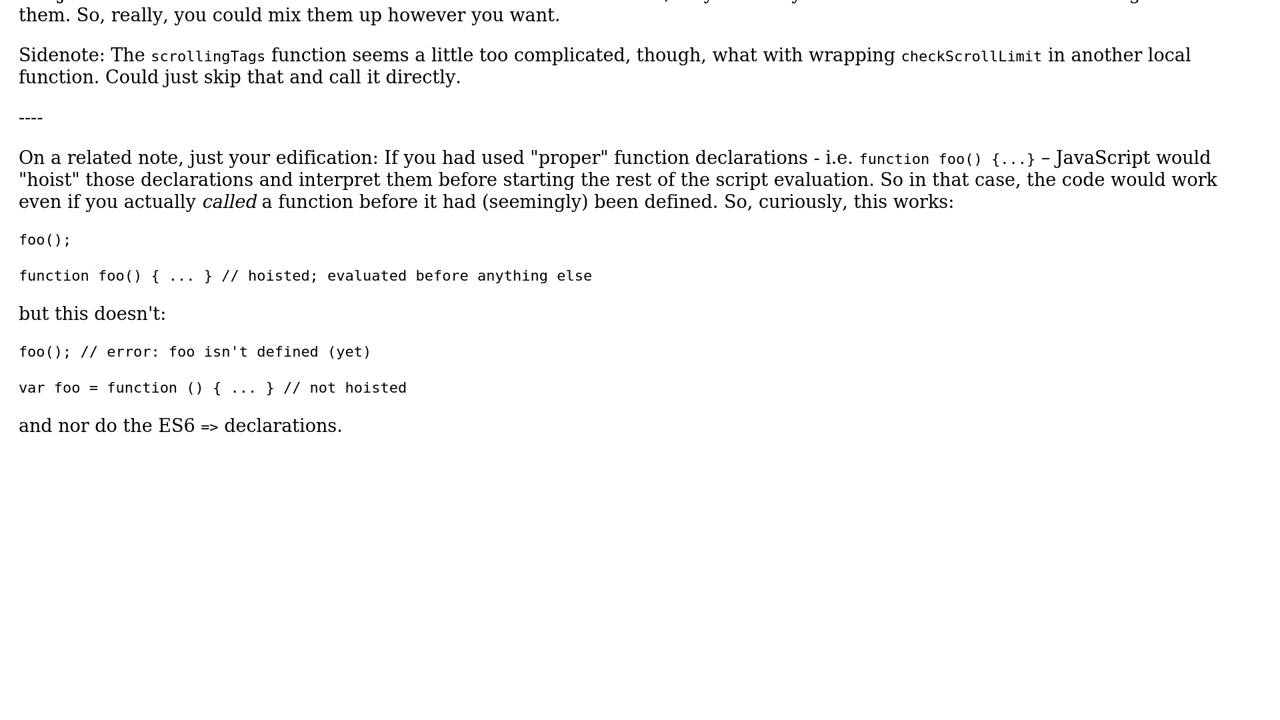 them. So, really, you could mix them up however you want.
Sidenote: The scrollingTags function seems a little too complicated, though, what with wrapping checkScrollLimit in another local
function. Could just skip that and call it directly.
----
On a related note, just your edification: If you had used "proper" function declarations - i.e. function foo() {...} – JavaScript would
"hoist" those declarations and interpret them before starting the rest of the script evaluation. So in that case, the code would work
even if you actually called a function before it had (seemingly) been defined. So, curiously, this works:
foo();
function foo() { ... } // hoisted; evaluated before anything else
but this doesn't:
foo(); // error: foo isn't defined (yet)
var foo = function () { ... } // not hoisted
and nor do the ES6 => declarations.